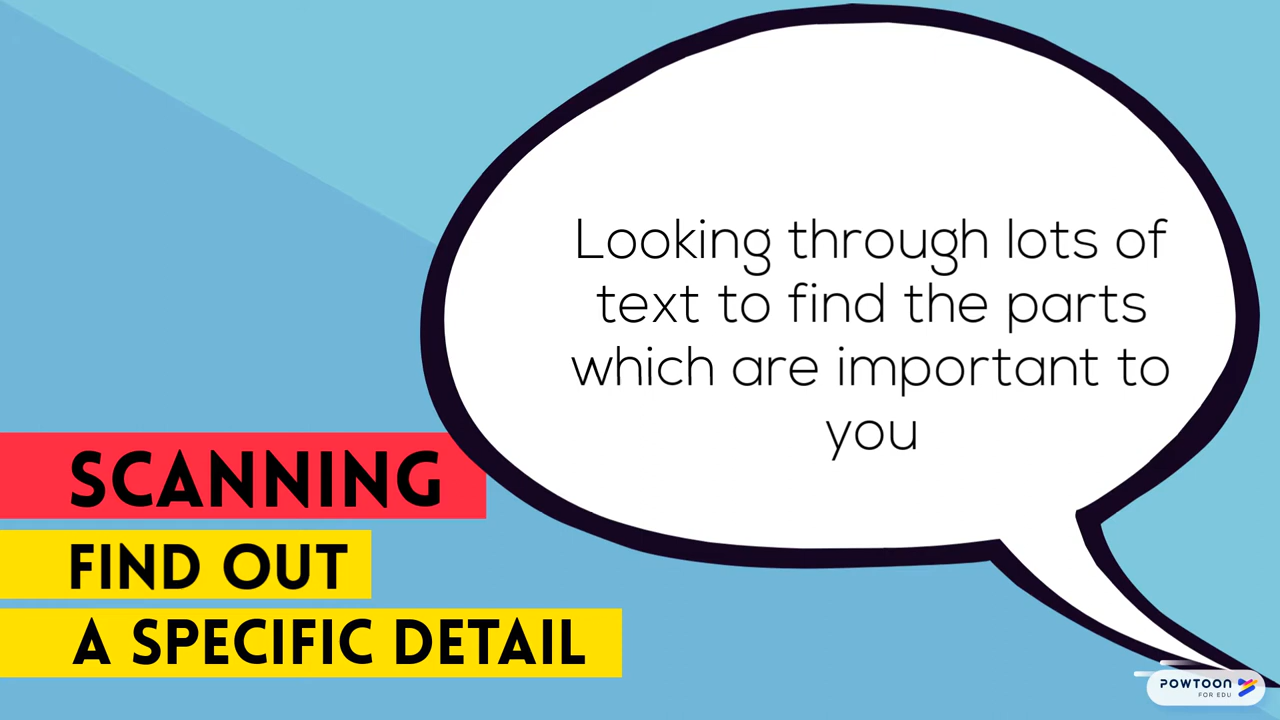 Looking through lots of
text to find the parts
which are important to
you
SCANNING
FIND OUT
A SPECIFIC DETAIL
POWTOON
FOR EDU